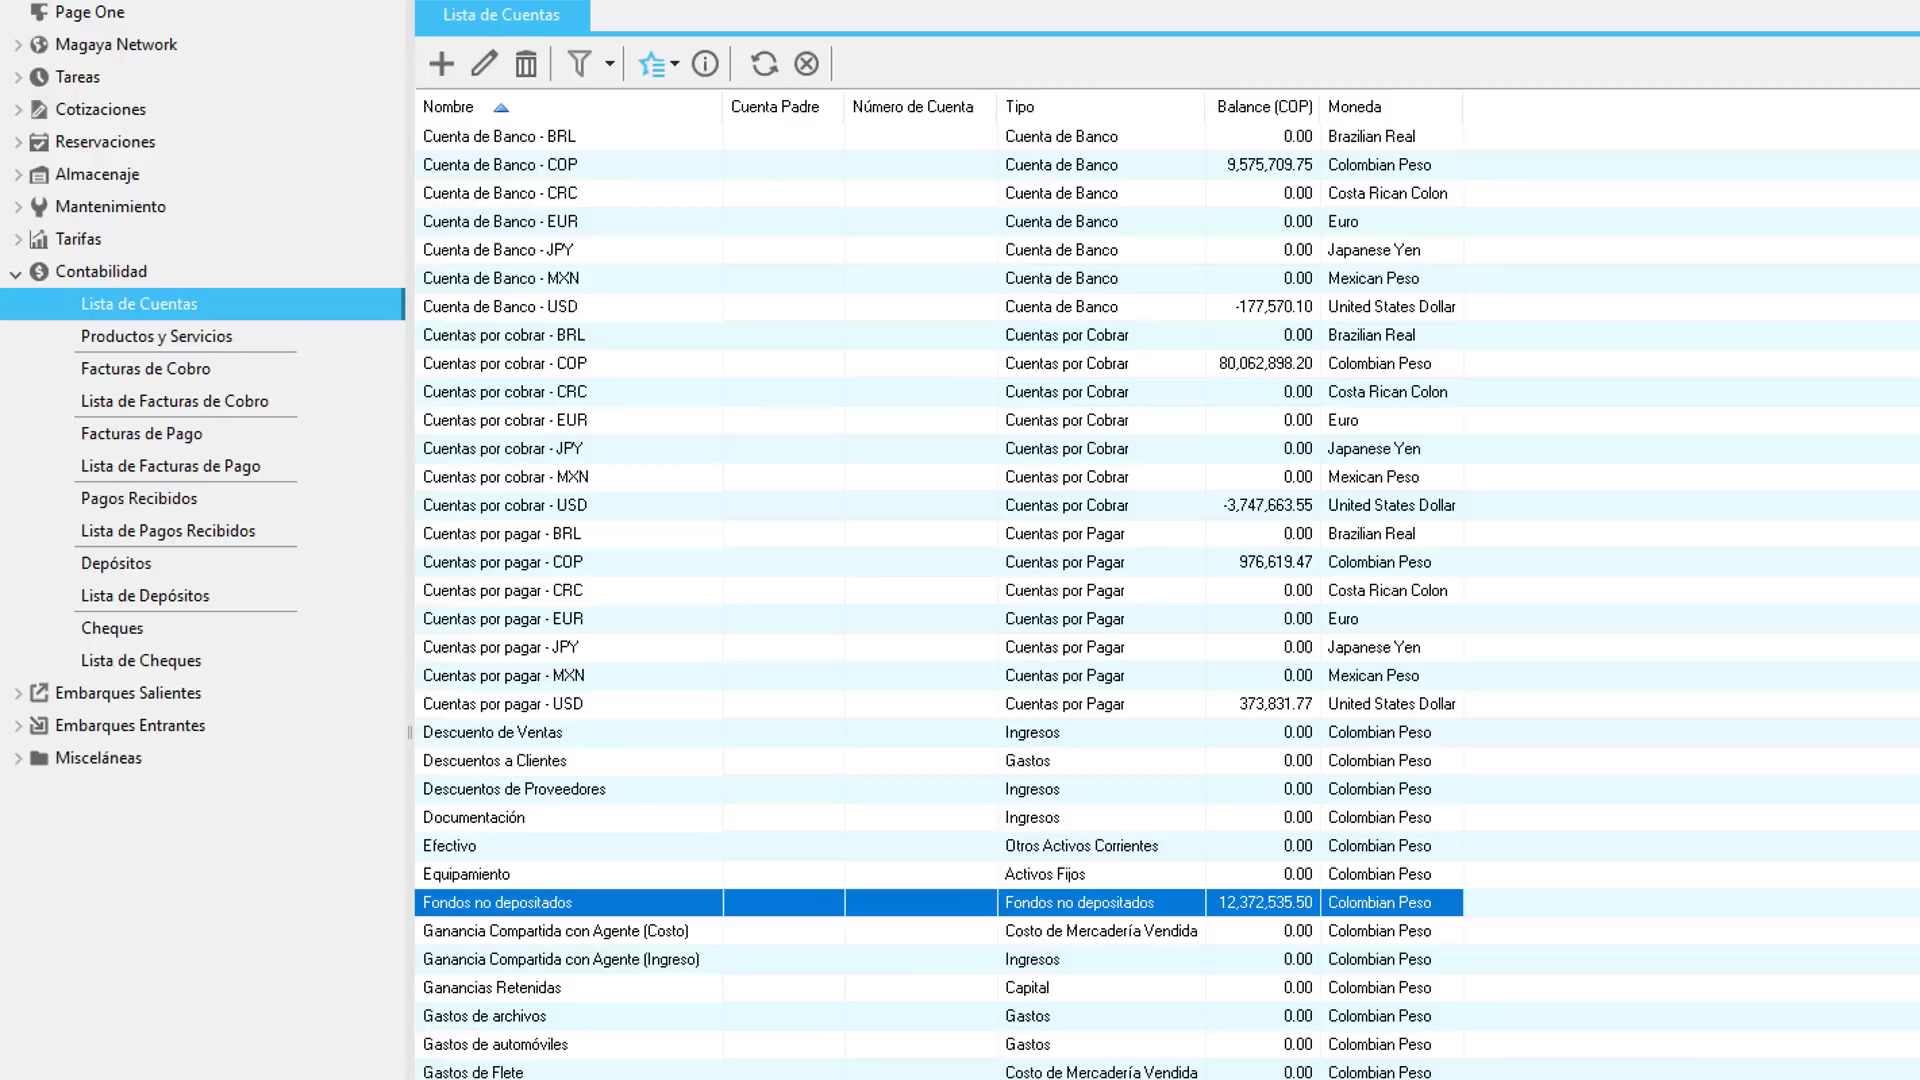 Page One
Magaya Network
Tareas
Cotizaciones
Reservaciones
Almacenaje
Mantenimiento
Tarifas
Contabilidad
Lista de Cuentas
Productos y Servicios
Facturas de Cobro
Lista de Facturas de Cobro
Facturas de Pago
Lista de Facturas de Pago
Pagos Recibidos
Lista de Pagos Recibidos
Depósitos
Lista de Depósitos
Cheques
Lista de Cheques
Embarques Salientes
Embarques Entrantes
Misceláneas
Lista de Cuentas
Nombre Cuenta Padre Número de Cuenta Tipo Balance (COP) Moneda
Cuenta de Banco - BRL Cuenta de Banco 0.00 Brazilian Real
Cuenta de Banco - COP Cuenta de Banco 9,575,709.75 Colombian Peso
Cuenta de Banco - CRC Cuenta de Banco 0.00 Costa Rican Colon
Cuenta de Banco - EUR Cuenta de Banco 0.00 Euro
Cuenta de Banco - JPY Cuenta de Banco 0.00 Japanese Yen
Cuenta de Banco - MXN Cuenta de Banco 0.00 Mexican Peso
Cuenta de Banco - USD Cuenta de Banco -177,570.10 United States Dollar
Cuentas por cobrar - BRL Cuentas por Cobrar 0.00 Brazilian Real
Cuentas por cobrar - COP Cuentas por Cobrar 80,062,898.20 Colombian Peso
Cuentas por cobrar - CRC Cuentas por Cobrar 0.00 Costa Rican Colon
Cuentas por cobrar - EUR Cuentas por Cobrar 0.00 Euro
Cuentas por cobrar - JPY Cuentas por Cobrar 0.00 Japanese Yen
Cuentas por cobrar - MXN Cuentas por Cobrar 0.00 Mexican Peso
Cuentas por cobrar - USD Cuentas por Cobrar -3,747,663.55 United States Dollar
Cuentas por pagar - BRL Cuentas por Pagar 0.00 Brazilian Real
Cuentas por pagar - COP Cuentas por Pagar 976,619.47 Colombian Peso
Cuentas por pagar - CRC Cuentas por Pagar 0.00 Costa Rican Colon
Cuentas por pagar - EUR Cuentas por Pagar 0.00 Euro
Cuentas por pagar - JPY Cuentas por Pagar 0.00 Japanese Yen
Cuentas por pagar - MXN Cuentas por Pagar 0.00 Mexican Peso
Cuentas por pagar - USD Cuentas por Pagar 373,831.77 United States Dollar
Descuento de Ventas Ingresos 0.00 Colombian Peso
Descuentos a Clientes Gastos 0.00 Colombian Peso
Descuentos de Proveedores Ingresos 0.00 Colombian Peso
Documentación Ingresos 0.00 Colombian Peso
Efectivo Otros Activos Corrientes 0.00 Colombian Peso
Equipamiento Activos Fijos 0.00 Colombian Peso
Fondos no depositados Fondos no depositados 12,372,535.50 Colombian Peso
Ganancia Compartida con Agente (Costo) Costo de Mercadería Vendida 0.00 Colombian Peso
Ganancia Compartida con Agente (Ingreso) Ingresos 0.00 Colombian Peso
Ganancias Retenidas Capital 0.00 Colombian Peso
Gastos de archivos Gastos 0.00 Colombian Peso
Gastos de automóviles Gastos 0.00 Colombian Peso
Gastos de Flete Costo de Mercadería Vendida 0.00 Colombian Peso